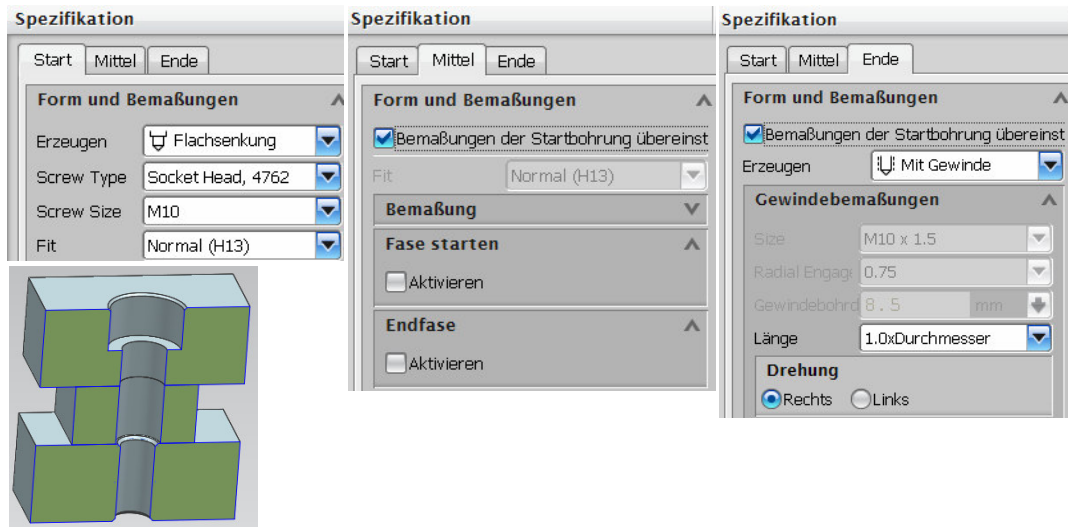 Spezifikation
Start Mittel Ende
Form und Bemaßungen
Erzeugen Flachsenkung
Screw Type Socket Head, 4762
Screw Size M10
Fit Normal (H13)
Spezifikation
Start Mittel Ende
Form und Bemaßungen
Bemaßungen der Startbohrung übereinst
Fit Normal (H13)
Bemaßung
Fase starten
Aktivieren
Endfase
Aktivieren
Spezifikation
Start Mittel Ende
Form und Bemaßungen
Bemaßungen der Startbohrung übereinst
Erzeugen Mit Gewinde
Gewindebemaßungen
Size M10 x 1.5
Radial Engagi 0.75
Gewindebohrd 8.5 mm
Länge 1.0xDurchmesser
Drehung
Rechts Links